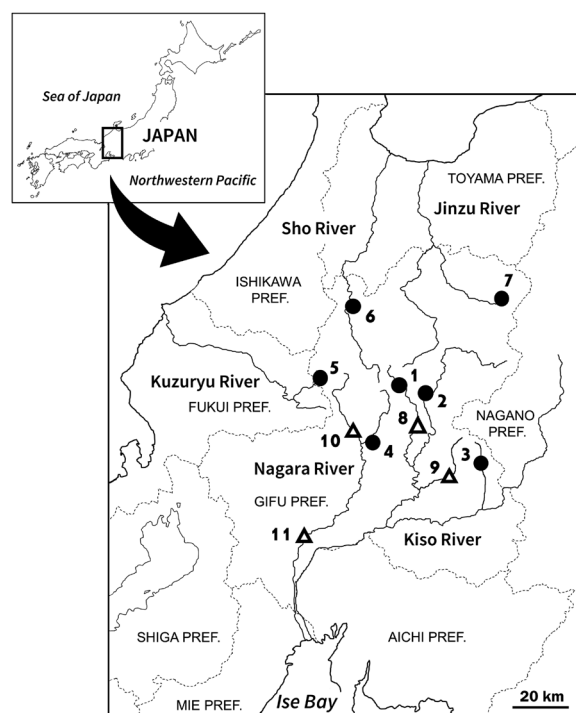 Sea of Japan
JAPAN
Northwestern Pacific
TOYAMA PREF.
Jinzu River
Sho River
7
ISHIKAWA
PREF.
6
5
1
Kuzuryu River
2
FUKUI PREF.
NAGANO
PREF.
8
10
4
3
9
Nagara River
GIFU PREF.
11
Kiso River
SHIGA PREF.
AICHI PREF.
MIE PREF.
Ise Bay
20 km